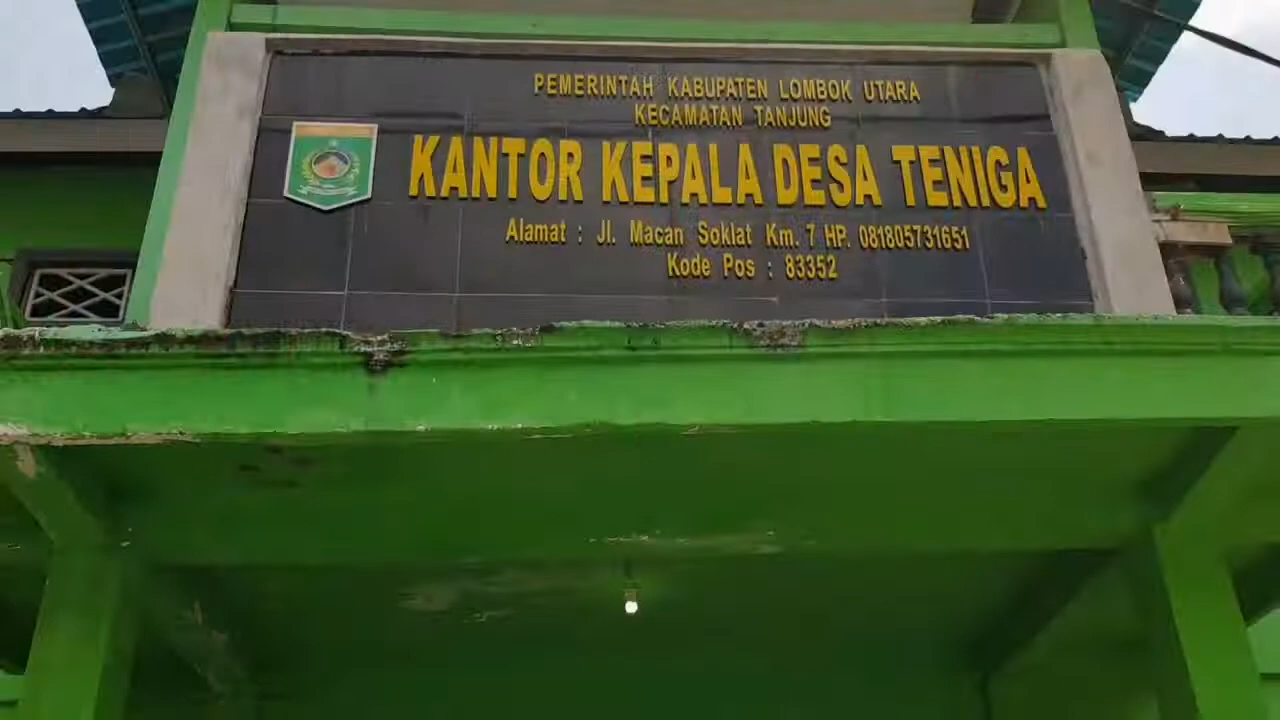 PEMERINTAH KABUPATEN LOMBOK UTARA
KECAMATAN TANJUNG
KANTOR KEPALA DESA TENIGA
Alamat : Jl. Macan Soklat Km. 7 HP. 081805731651
Kode Pos : 83352